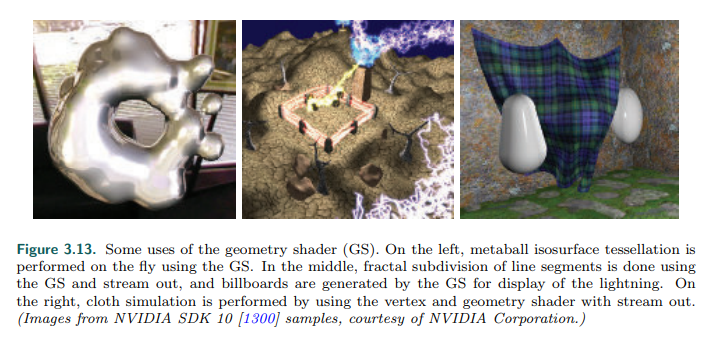 Figure 3.13. Some uses of the geometry shader (GS). On the left, metaball isosurface tessellation is
performed on the fly using the GS. In the middle, fractal subdivision of line segments is done using
the GS and stream out, and billboards are generated by the GS for display of the lightning. On
the right, cloth simulation is performed by using the vertex and geometry shader with stream out.
(Images from NVIDIA SDK 10 [1300] samples, courtesy of NVIDIA Corporation.)